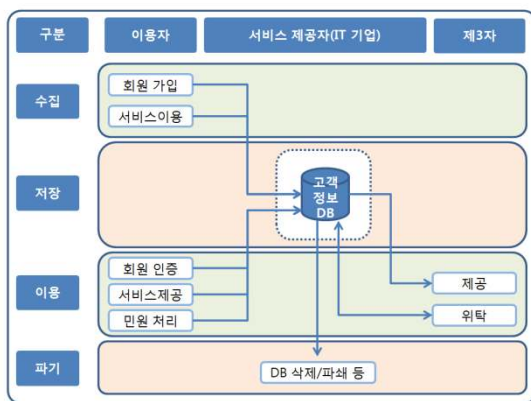 구분
이용자
서비스 제공자(IT 기업)
제3자
수집
회원 가입
서비스이용
저장
고객
정보
DB
이용
회원 인증
서비스제공
민원 처리
제공
위탁
파기
DB 삭제/파쇄 등